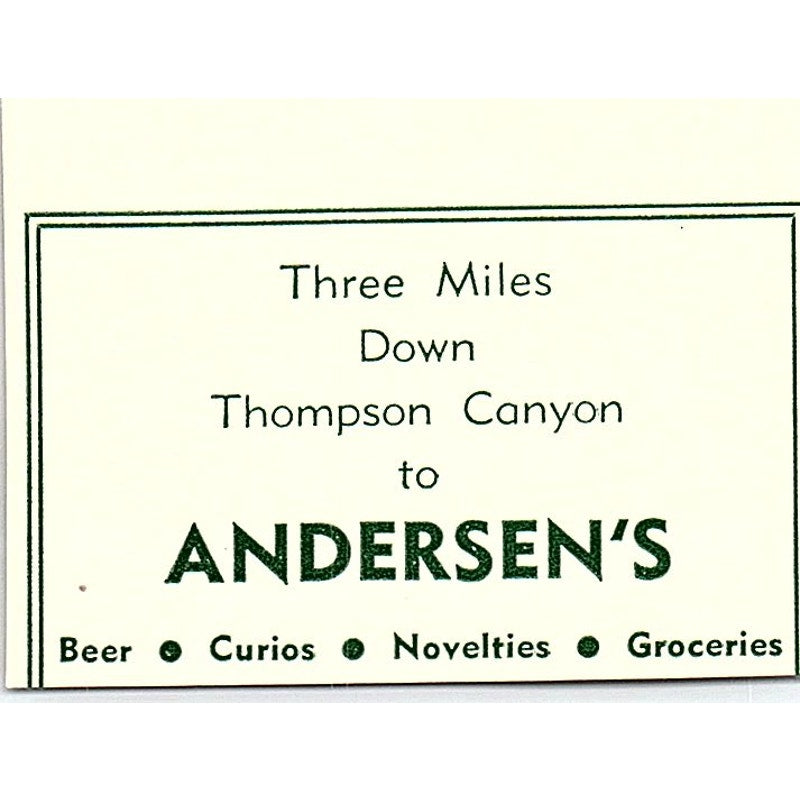 Three Miles
Down
Thompson Canyon
to
ANDERSEN'S
Beer ● Curios ● Novelties ● Groceries